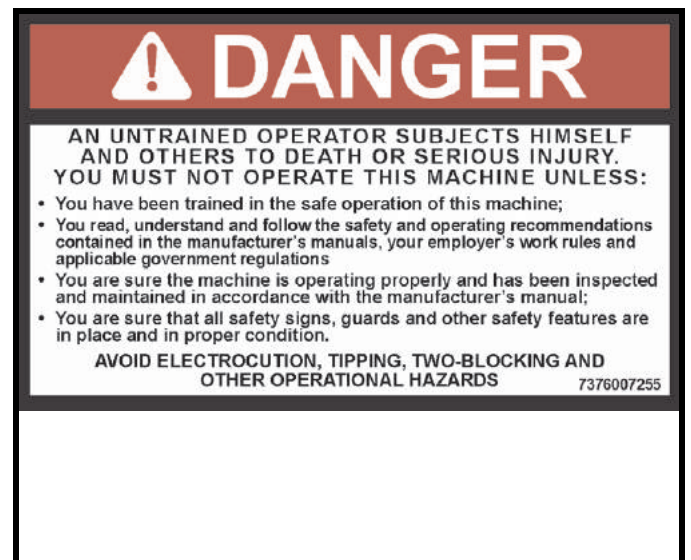 DANGER
AN UNTRAINED OPERATOR SUBJECTS HIMSELF
AND OTHERS TO DEATH OR SERIOUS INJURY.
YOU MUST NOT OPERATE THIS MACHINE UNLESS:
• You have been trained in the safe operation of this machine;
• You read, understand and follow the safety and operating recommendations
contained in the manufacturer's manuals, your employer's work rules and
applicable government regulations
• You are sure the machine is operating properly and has been inspected
and maintained in accordance with the manufacturer's manual;
• You are sure that all safety signs, guards and other safety features are
in place and in proper condition.
AVOID ELECTROCUTION, TIPPING, TWO-BLOCKING AND
OTHER OPERATIONAL HAZARDS 7376007255